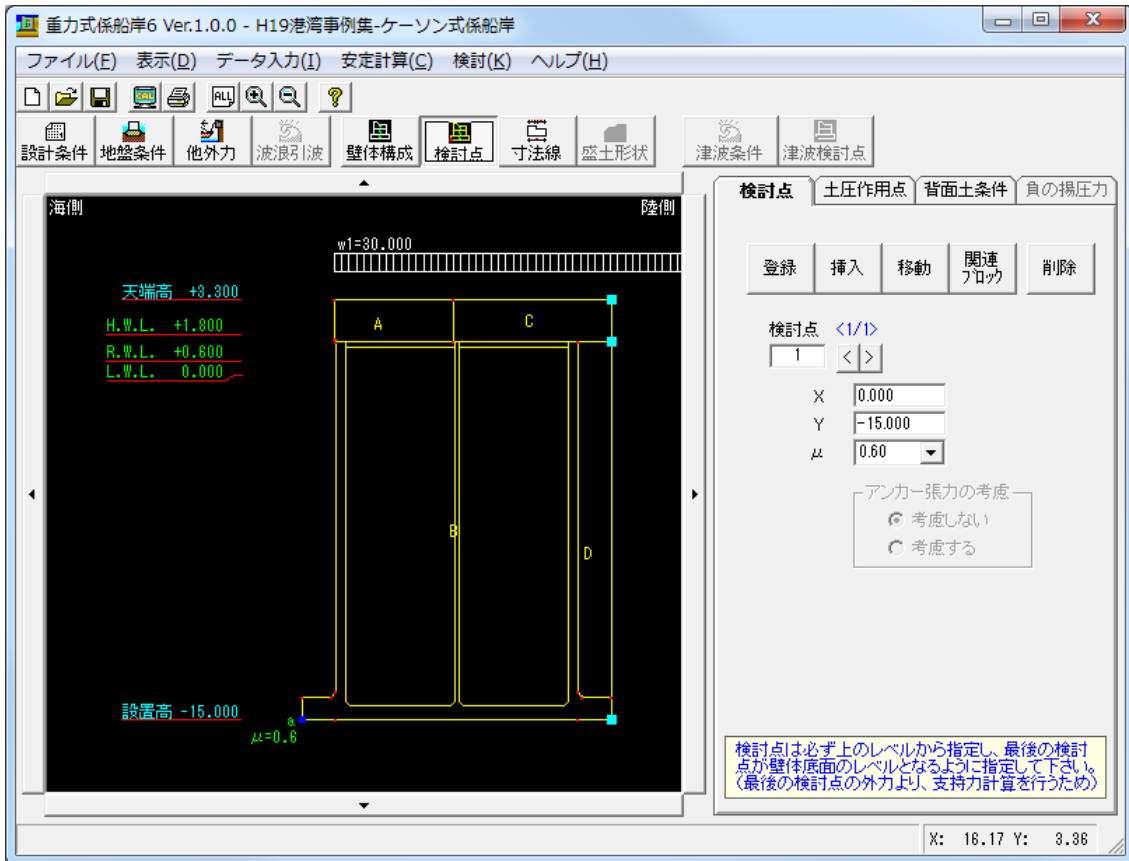 重力式係船岸6 Ver.1.0.0 - H19港湾事例集-ケーソン式係船岸
ファイル(F) 表示(D) データ入力(I) 安定計算(C) 検討(K) ヘルプ(H)
CAL ALL ?
設計条件 地盤条件 他外力 波浪引波 壁体構成 検討点 寸法線 盛土形状 津波条件 津波検討点
海側 陸側
w1=30.000
天端高 +3.300
H.W.L. +1.800
R.W.L. +0.600
L.W.L. 0.000
A C
B
D
設置高 -15.000
a
μ=0.6
検討点 土圧作用点 背面土条件 負の揚圧力
登録 挿入 移動 関連ブロック 削除
検討点 <1/1>
1 < >
X 0.000
Y -15.000
μ 0.60
アンカー張力の考慮
考慮しない
考慮する
検討点は必ず上のレベルから指定し、最後の検討
点が壁体底面のレベルとなるように指定して下さい。
(最後の検討点の外力より、支持力計算を行うため)
X: 16.17 Y: 3.36